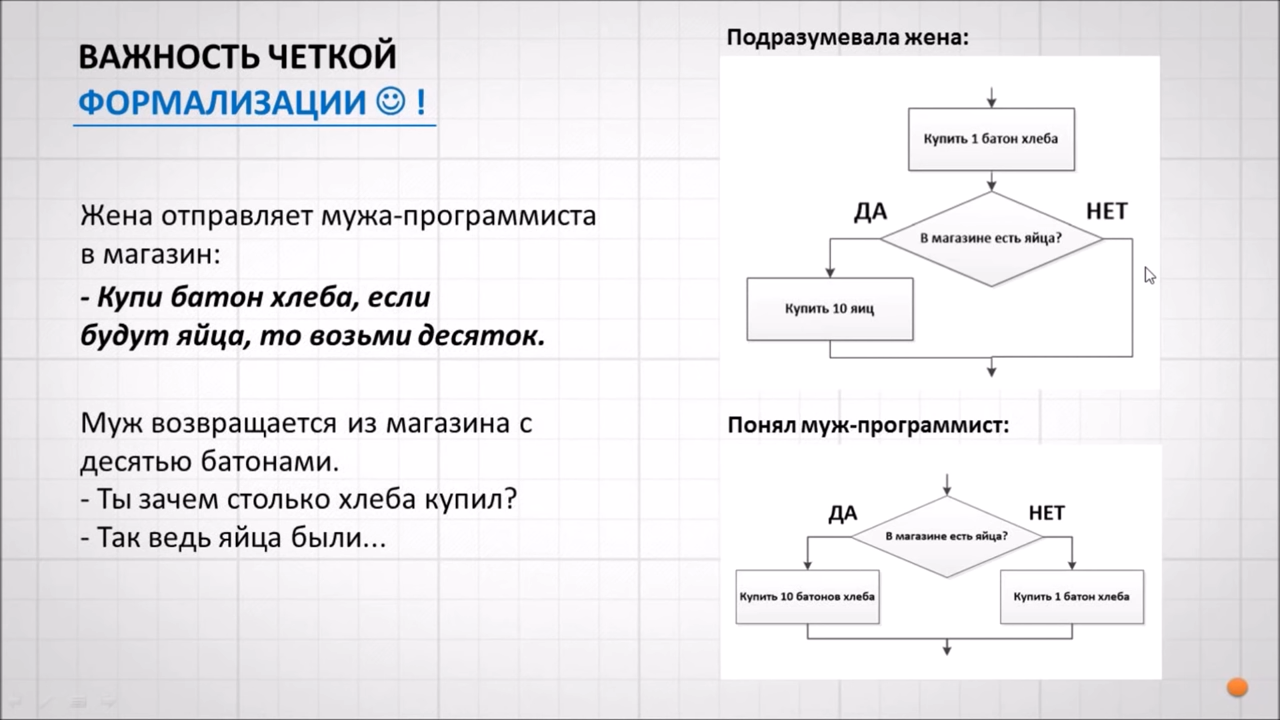 ВАЖНОСТЬ ЧЕТКОЙ
ФОРМАЛИЗАЦИИ ☺ !
Жена отправляет мужа-программиста
в магазин:
- Купи батон хлеба, если
будут яйца, то возьми десяток.
Муж возвращается из магазина с
десятью батонами.
- Ты зачем столько хлеба купил?
- Так ведь яйца были...
Подразумевала жена:
Купить 1 батон хлеба
ДА
НЕТ
В магазине есть яйца?
Купить 10 яиц
Понял муж-программист:
ДА
НЕТ
В магазине есть яйца?
Купить 10 батонов хлеба
Купить 1 батон хлеба